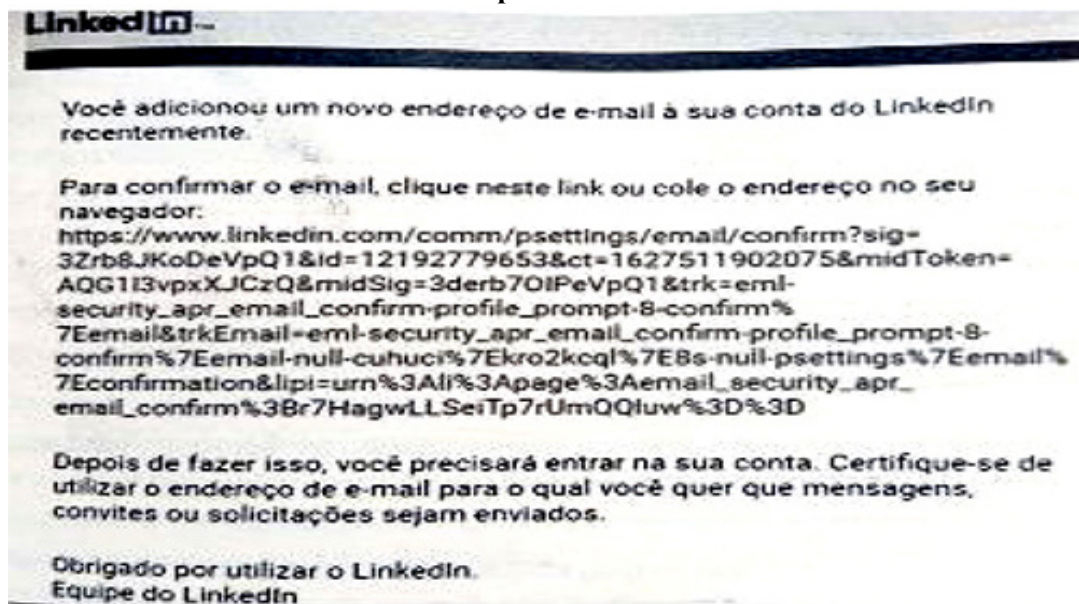 LinkedIn
Você adicionou um novo endereço de e-mail à sua conta do LinkedIn
recentemente.
Para confirmar o e-mail, clique neste link ou cole o endereço no seu
navegador:
https://www.linkedin.com/comm/psettings/email/confirm?sig=
3Zrb8JKoDeVpQ1&id=12192779653&ct=1627511902075&midToken=
AQG1I3vpxXJCzQ&midSig=3derb7OIPeVpQ1&trk=eml-
security_apr_email_confirm-profile_prompt-8-confirm%
7Eemail&trkEmail=eml-security_apr_email_confirm-profile_prompt-8-
confirm%7Eemail-null-cuhuci%7Ekro2kcql%7E8s-null-psettings%7Eemail%
7Econfirmation&lipi=urn%3Ali%3Apage%3Aemail_security_apr_
email_confirm%3Br7HagwLLSeiTp7rUmQQluw%3D%3D
Depois de fazer isso, você precisará entrar na sua conta. Certifique-se de
utilizar o endereço de e-mail para o qual você quer que mensagens,
convites ou solicitações sejam enviados.
Obrigado por utilizar o LinkedIn.
Equipe do LinkedIn